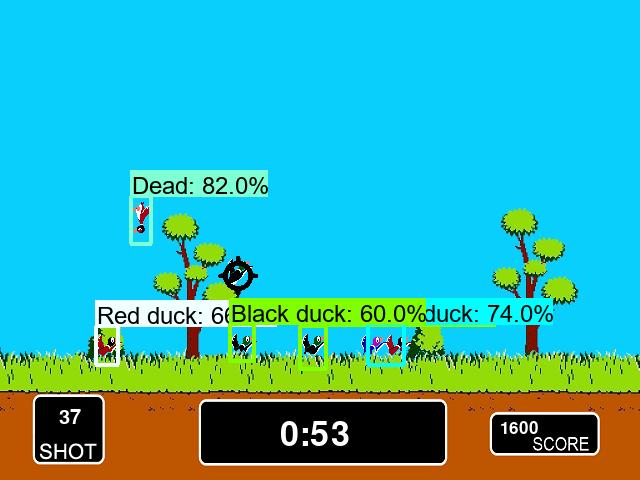 Dead: 82.0%
Red duck: 6
Black duck: 60.0%
duck: 74.0%
37
SHOT
0:53
1600
SCORE